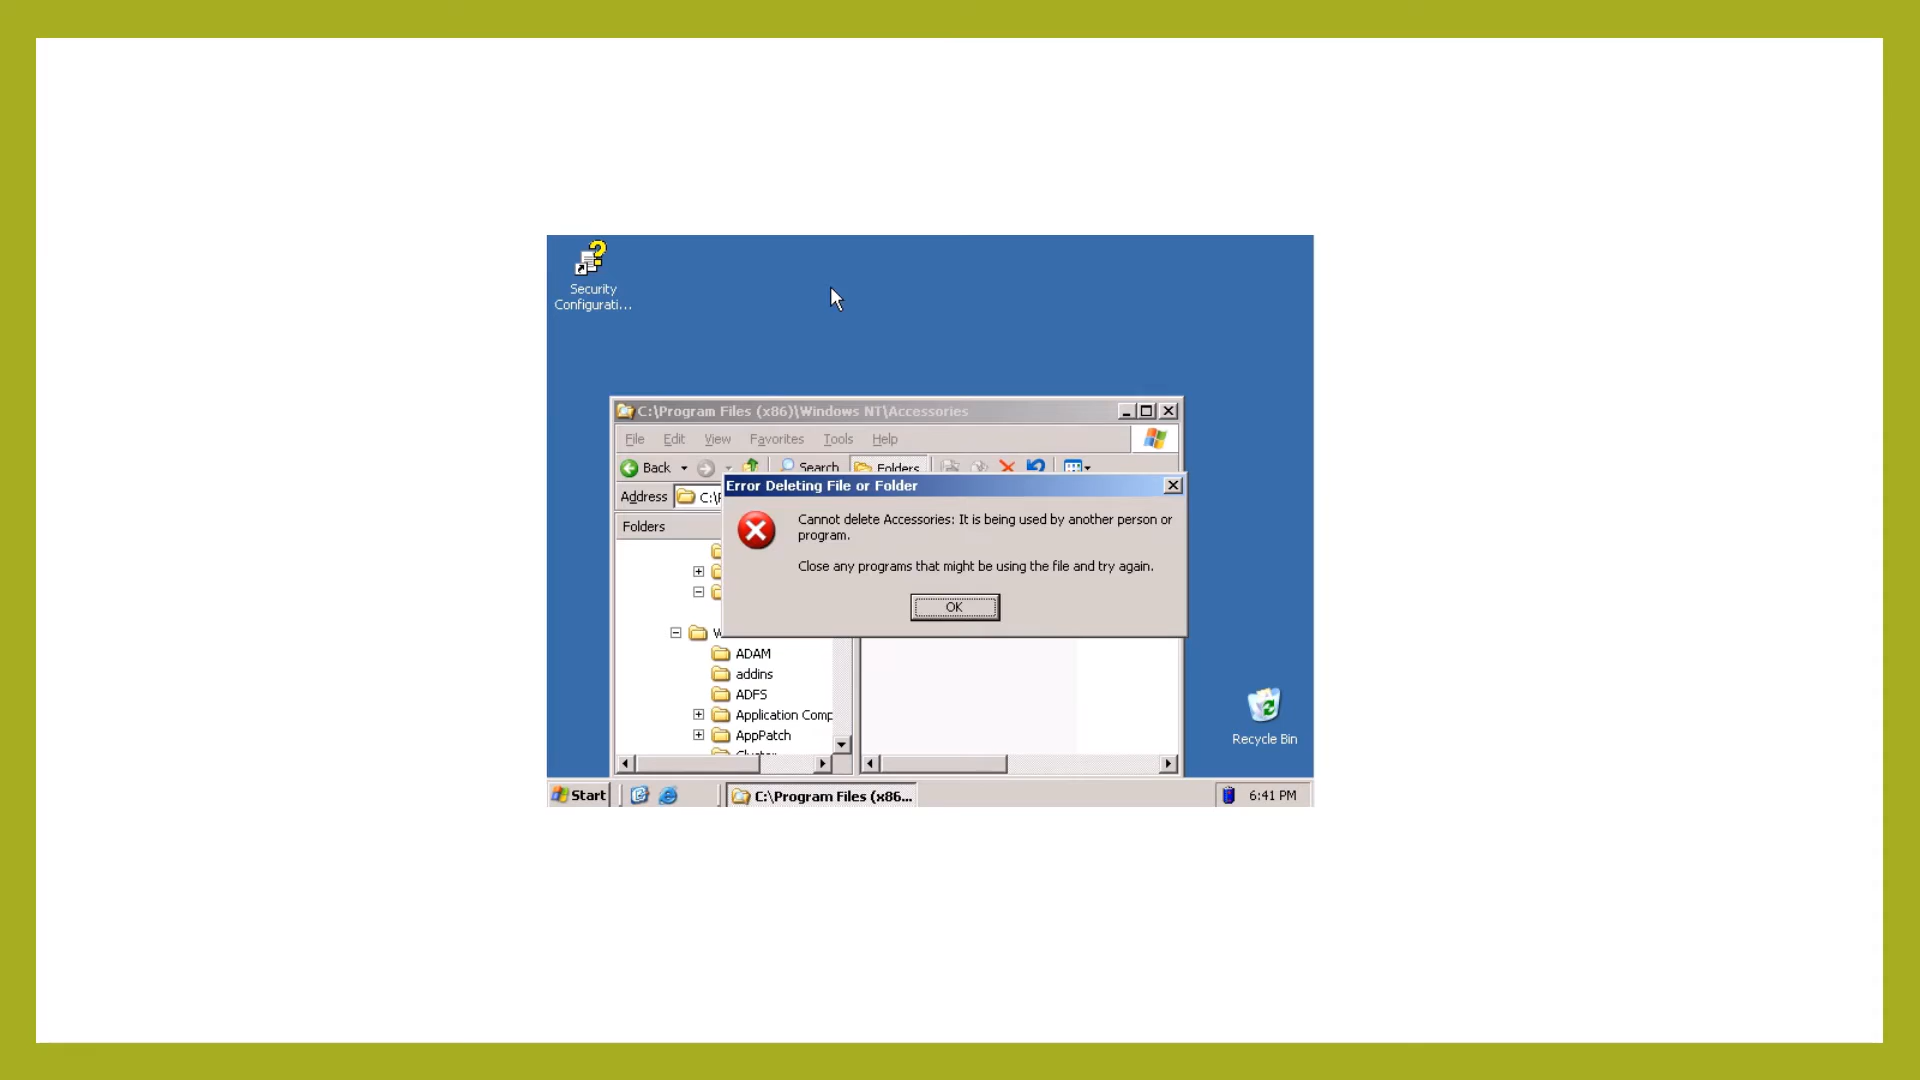 Security
Configurati...
C:\Program Files (x86)\Windows NT\Accessories
File Edit View Favorites Tools Help
Back Search Folders
Address
Error Deleting File or Folder
Cannot delete Accessories: It is being used by another person or
program.
Close any programs that might be using the file and try again.
OK
Folders
ADAM
addins
ADFS
Application Comp
AppPatch
Cluster
Recycle Bin
Start
C:\Program Files (x86...
6:41 PM